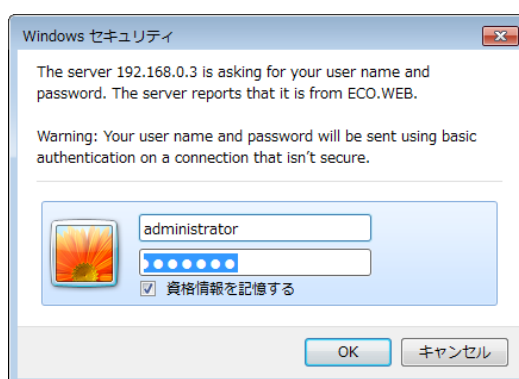 Windows セキュリティ
The server 192.168.0.3 is asking for your user name and
password. The server reports that it is from ECO.WEB.
Warning: Your user name and password will be sent using basic
authentication on a connection that isn't secure.
administrator
●●●●●●●
資格情報を記憶する
OK
キャンセル